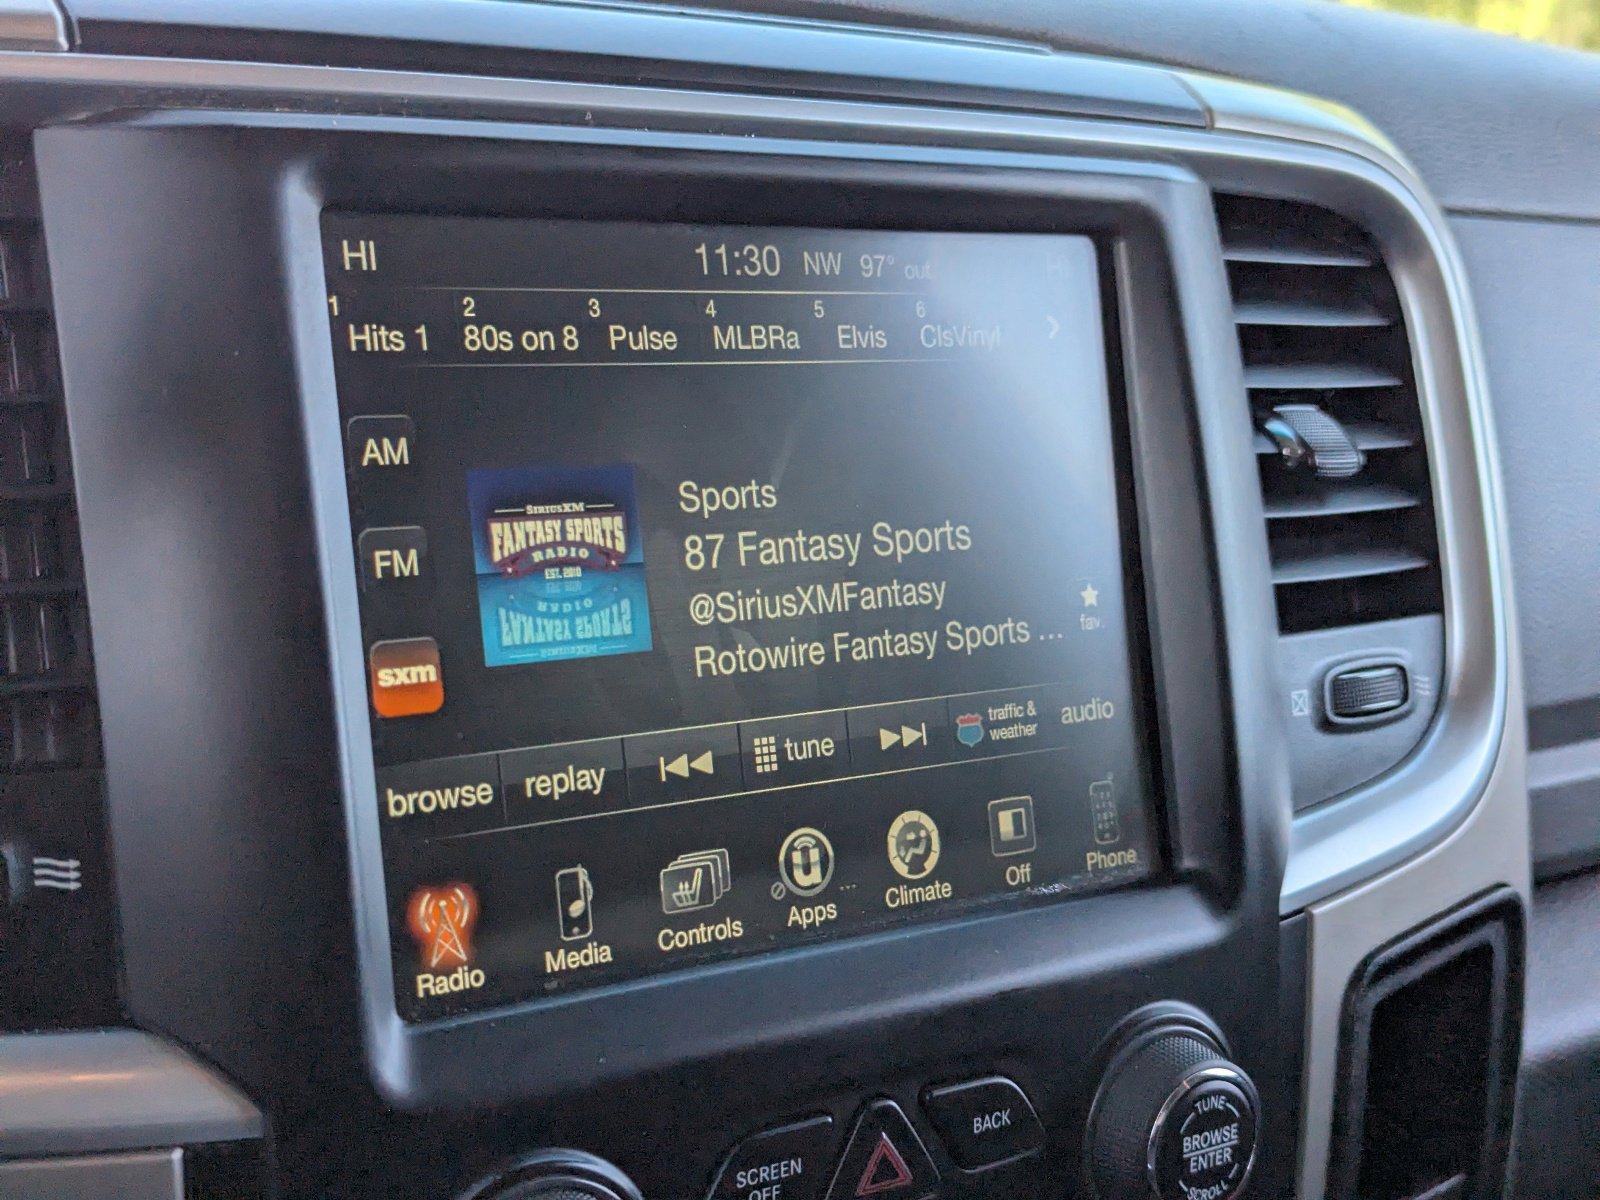 HI 11:30 NW 97° out HI
1 2 3 4 5 6
Hits 1 80s on 8 Pulse MLBRa Elvis ClsVinyl
AM
FM
sxm
SIRIUSXM
FANTASY SPORTS
RADIO
EST. 2010
Sports
87 Fantasy Sports
@SiriusXMFantasy
Rotowire Fantasy Sports ...
fav.
browse replay tune traffic & weather audio
Radio Media Controls Apps ... Climate Off Phone
SCREEN
OFF
BACK
TUNE
BROWSE
ENTER
SCROLL